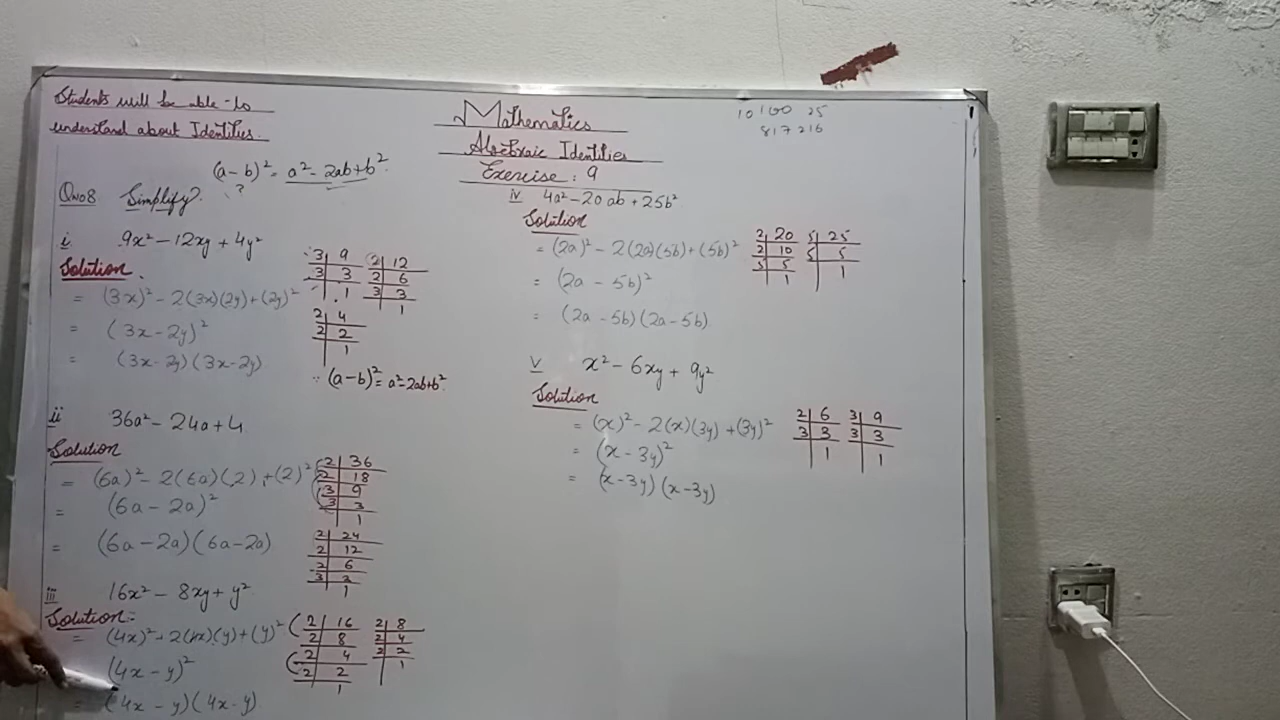 Students will be able to
understand about Identities.
Mathematics
Algebraic Identities
Exercise : 9
(a-b)² = a² - 2ab + b²
?
Q No 8 Simplify?
i. 9x² - 12xy + 4y²
Solution.
= (3x)² - 2(3x)(2y) + (2y)²
= (3x - 2y)²
= (3x - 2y)(3x - 2y)
3 | 9
3 | 3
| 1
2 | 12
2 | 6
3 | 3
| 1
2 | 4
2 | 2
| 1
∵ (a-b)² = a² - 2ab + b²
ii 36a² - 24a + 4
Solution
= (6a)² - 2(6a)(2) + (2)²
= (6a - 2a)²
= (6a - 2a)(6a - 2a)
2 | 36
2 | 18
3 | 9
3 | 3
| 1
2 | 24
2 | 12
2 | 6
3 | 3
| 1
iii 16x² - 8xy + y²
Solution:-
= (4x)² - 2(4x)(y) + (y)²
(4x - y)²
= (4x - y)(4x - y)
2 | 16
2 | 8
2 | 4
2 | 2
| 1
2 | 8
2 | 4
2 | 2
| 1
iv 4a² - 20ab + 25b²
Solution
= (2a)² - 2(2a)(5b) + (5b)²
= (2a - 5b)²
= (2a - 5b)(2a - 5b)
2 | 20
2 | 10
5 | 5
| 1
5 | 25
5 | 5
| 1
v x² - 6xy + 9y²
Solution
= (x)² - 2(x)(3y) + (3y)²
= (x - 3y)²
= (x - 3y)(x - 3y)
2 | 6
3 | 3
| 1
3 | 9
3 | 3
| 1